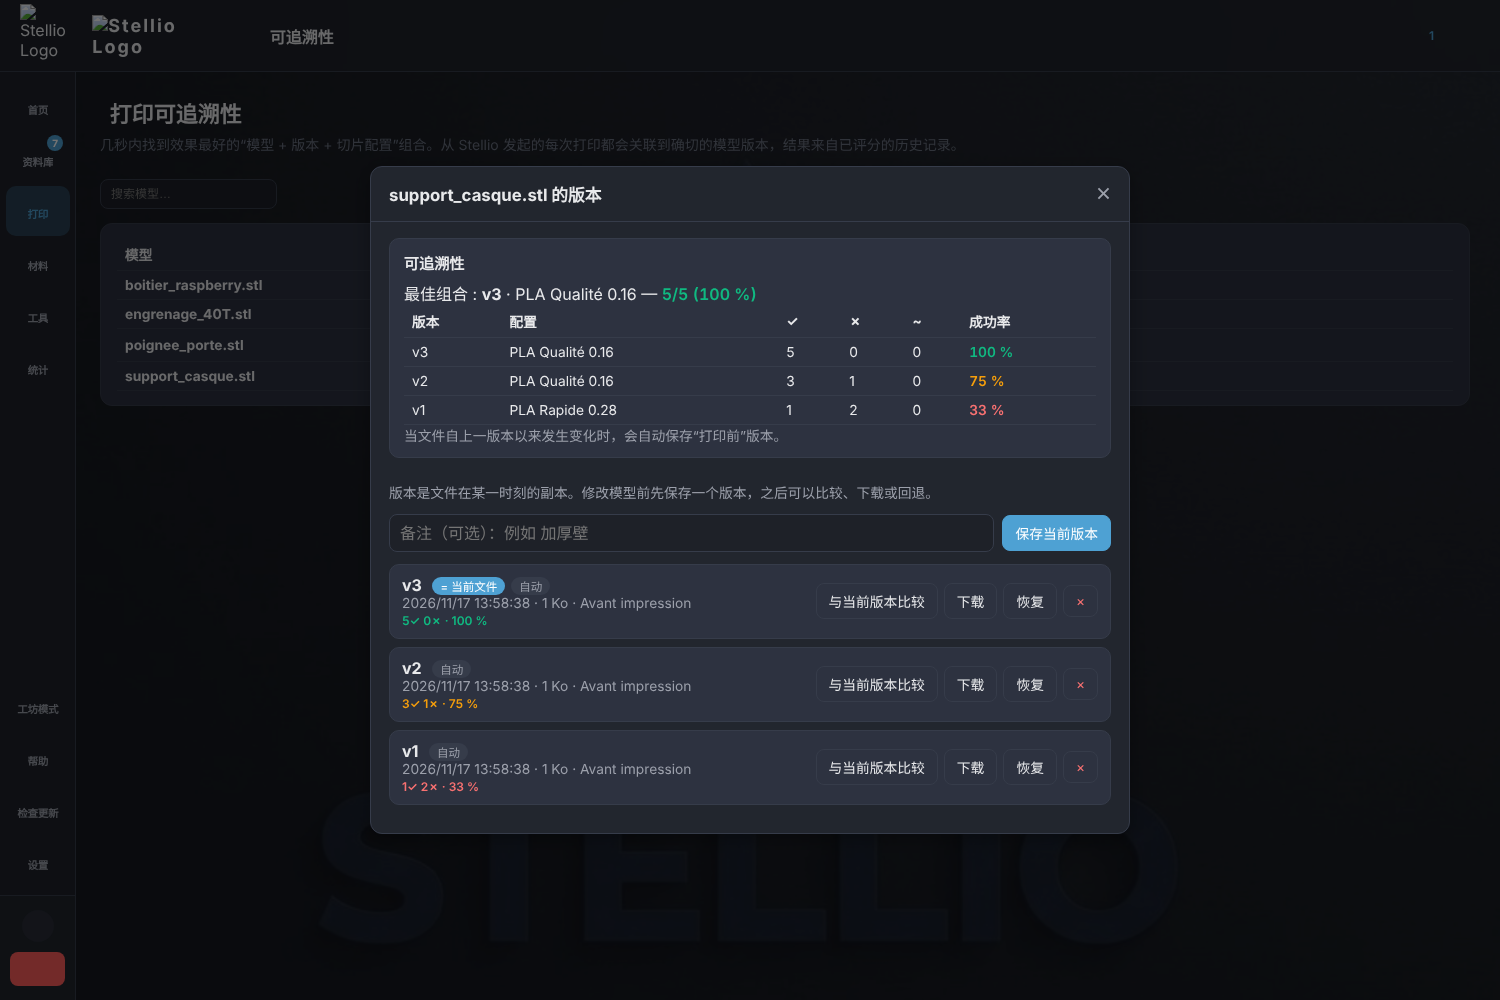 Stellio Logo
Stellio Logo
可追溯性
1
首页
7
资料库
打印
材料
工具
统计
工坊模式
帮助
检查更新
设置
打印可追溯性
几秒内找到效果最好的“模型 + 版本 + 切片配置”组合。从 Stellio 发起的每次打印都会关联到确切的模型版本，结果来自已评分的历史记录。
搜索模型...
模型
boitier_raspberry.stl
engrenage_40T.stl
poignee_porte.stl
support_casque.stl
support_casque.stl 的版本 ×
可追溯性
最佳组合 : v3 · PLA Qualité 0.16 — 5/5 (100 %)
版本 配置 ✓ × ~ 成功率
v3 PLA Qualité 0.16 5 0 0 100 %
v2 PLA Qualité 0.16 3 1 0 75 %
v1 PLA Rapide 0.28 1 2 0 33 %
当文件自上一版本以来发生变化时，会自动保存“打印前”版本。
版本是文件在某一时刻的副本。修改模型前先保存一个版本，之后可以比较、下载或回退。
备注（可选）：例如 加厚壁 保存当前版本
v3 = 当前文件 自动
2026/11/17 13:58:38 · 1 Ko · Avant impression
5✓ 0× · 100 %
与当前版本比较 下载 恢复 ×
v2 自动
2026/11/17 13:58:38 · 1 Ko · Avant impression
3✓ 1× · 75 %
与当前版本比较 下载 恢复 ×
v1 自动
2026/11/17 13:58:38 · 1 Ko · Avant impression
1✓ 2× · 33 %
与当前版本比较 下载 恢复 ×
STELLIO